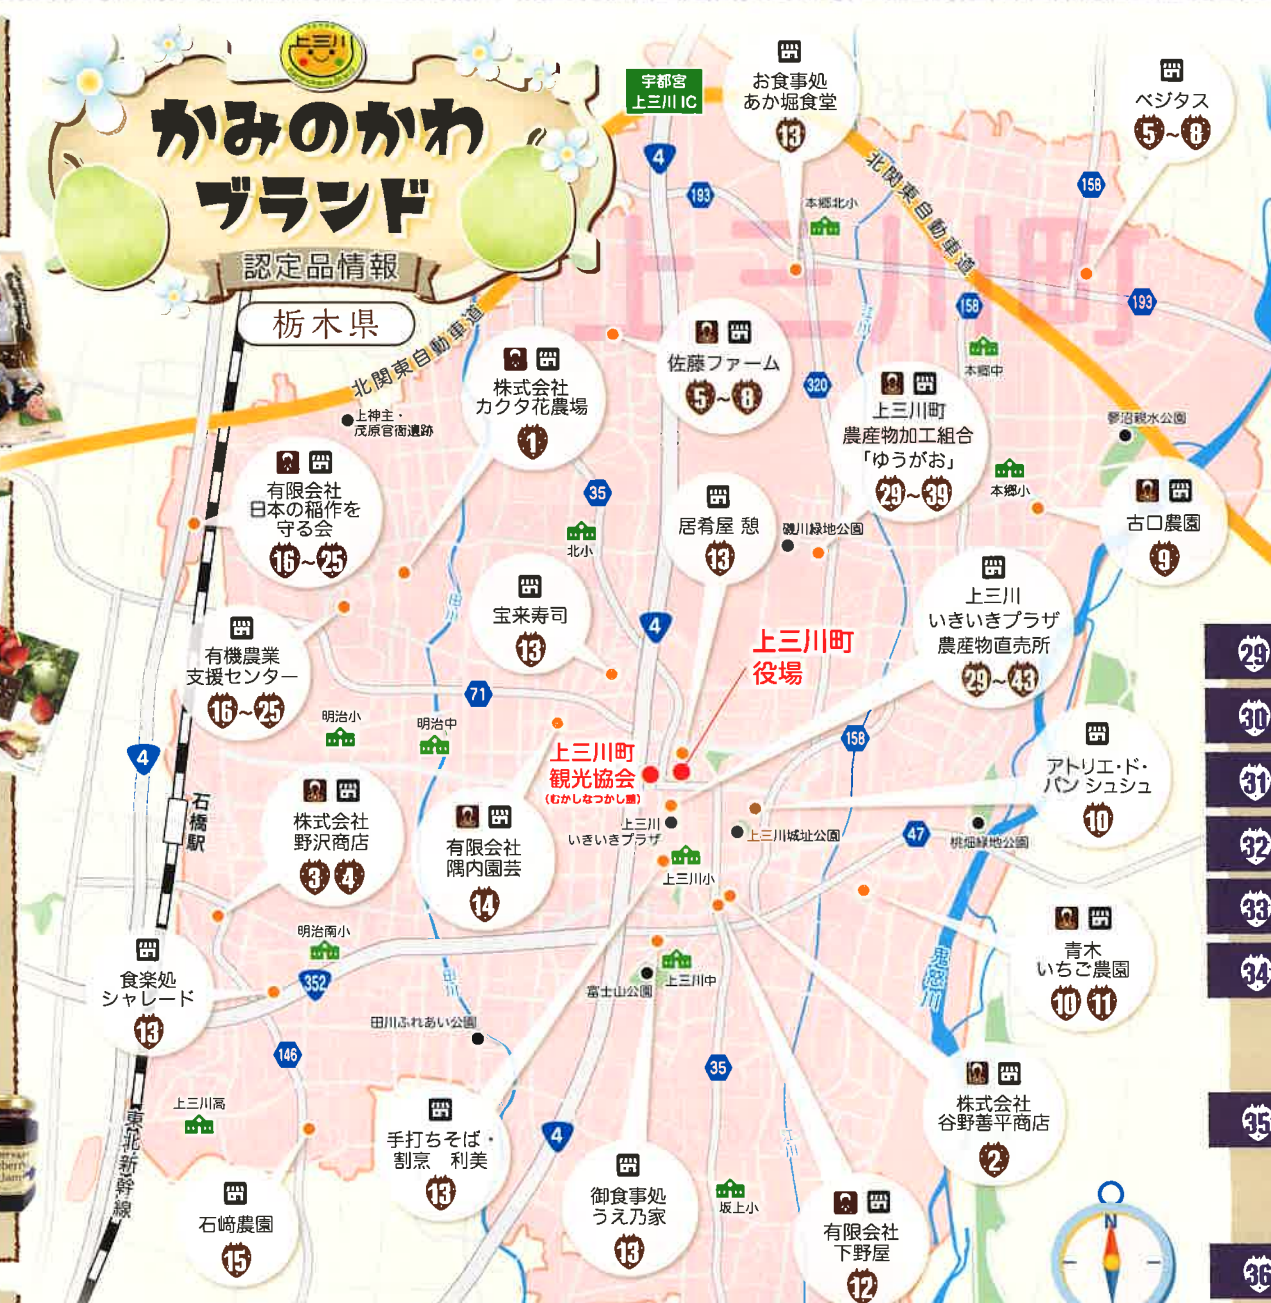 上三川
かみのかわ
ブランド
認定品情報
栃木県
宇都宮
上三川 IC
お食事処
あか堀食堂
13
ベジタス
5～8
4
193
158
本郷北小
北関東自動車道
上三川町
江川
158
193
北関東自動車道
佐藤ファーム
5～8
株式会社
カクタ花農場
1
320
本郷中
上三川町
農産物加工組合
「ゆうがお」
29～39
上神主・
茂原官衙遺跡
蓼沼親水公園
有限会社
日本の稲作を
守る会
16～25
35
北小
居肴屋 憩
13
磯川緑地公園
本郷小
古口農園
9
田川
宝来寿司
13
4
上三川町
役場
上三川
いきいきプラザ
農産物直売所
29～43
有機農業
支援センター
16～25
71
明治小
明治中
158
4
石橋駅
上三川町
観光協会
(むかしなつかし館)
アトリエ・ド・
パン シュシュ
10
株式会社
野沢商店
3 4
有限会社
隅内園芸
14
上三川
いきいきプラザ
上三川城址公園
47
桃畑緑地公園
上三川小
明治南小
352
食楽処
シャレード
13
田川
富士山公園
上三川中
鬼怒川
青木
いちご農園
10 11
田川ふれあい公園
146
35
株式会社
谷野善平商店
2
上三川高
東北新幹線
手打ちそば・
割烹 利美
13
4
江川
石﨑農園
15
御食事処
うえ乃家
13
坂上小
有限会社
下野屋
12
N
29
30
31
32
33
34
35
36